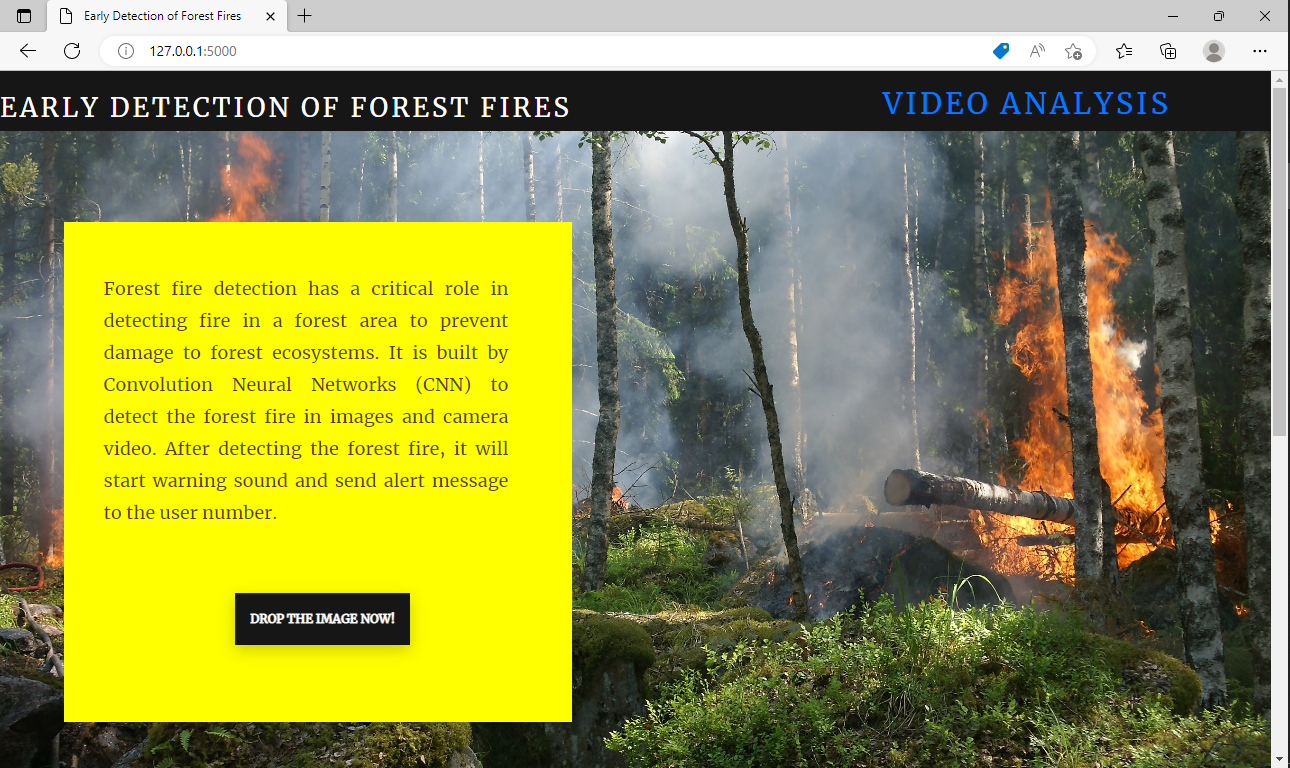 Early Detection of Forest Fires
127.0.0.1:5000
EARLY DETECTION OF FOREST FIRES
VIDEO ANALYSIS
Forest fire detection has a critical role in
detecting fire in a forest area to prevent
damage to forest ecosystems. It is built by
Convolution Neural Networks (CNN) to
detect the forest fire in images and camera
video. After detecting the forest fire, it will
start warning sound and send alert message
to the user number.
DROP THE IMAGE NOW!